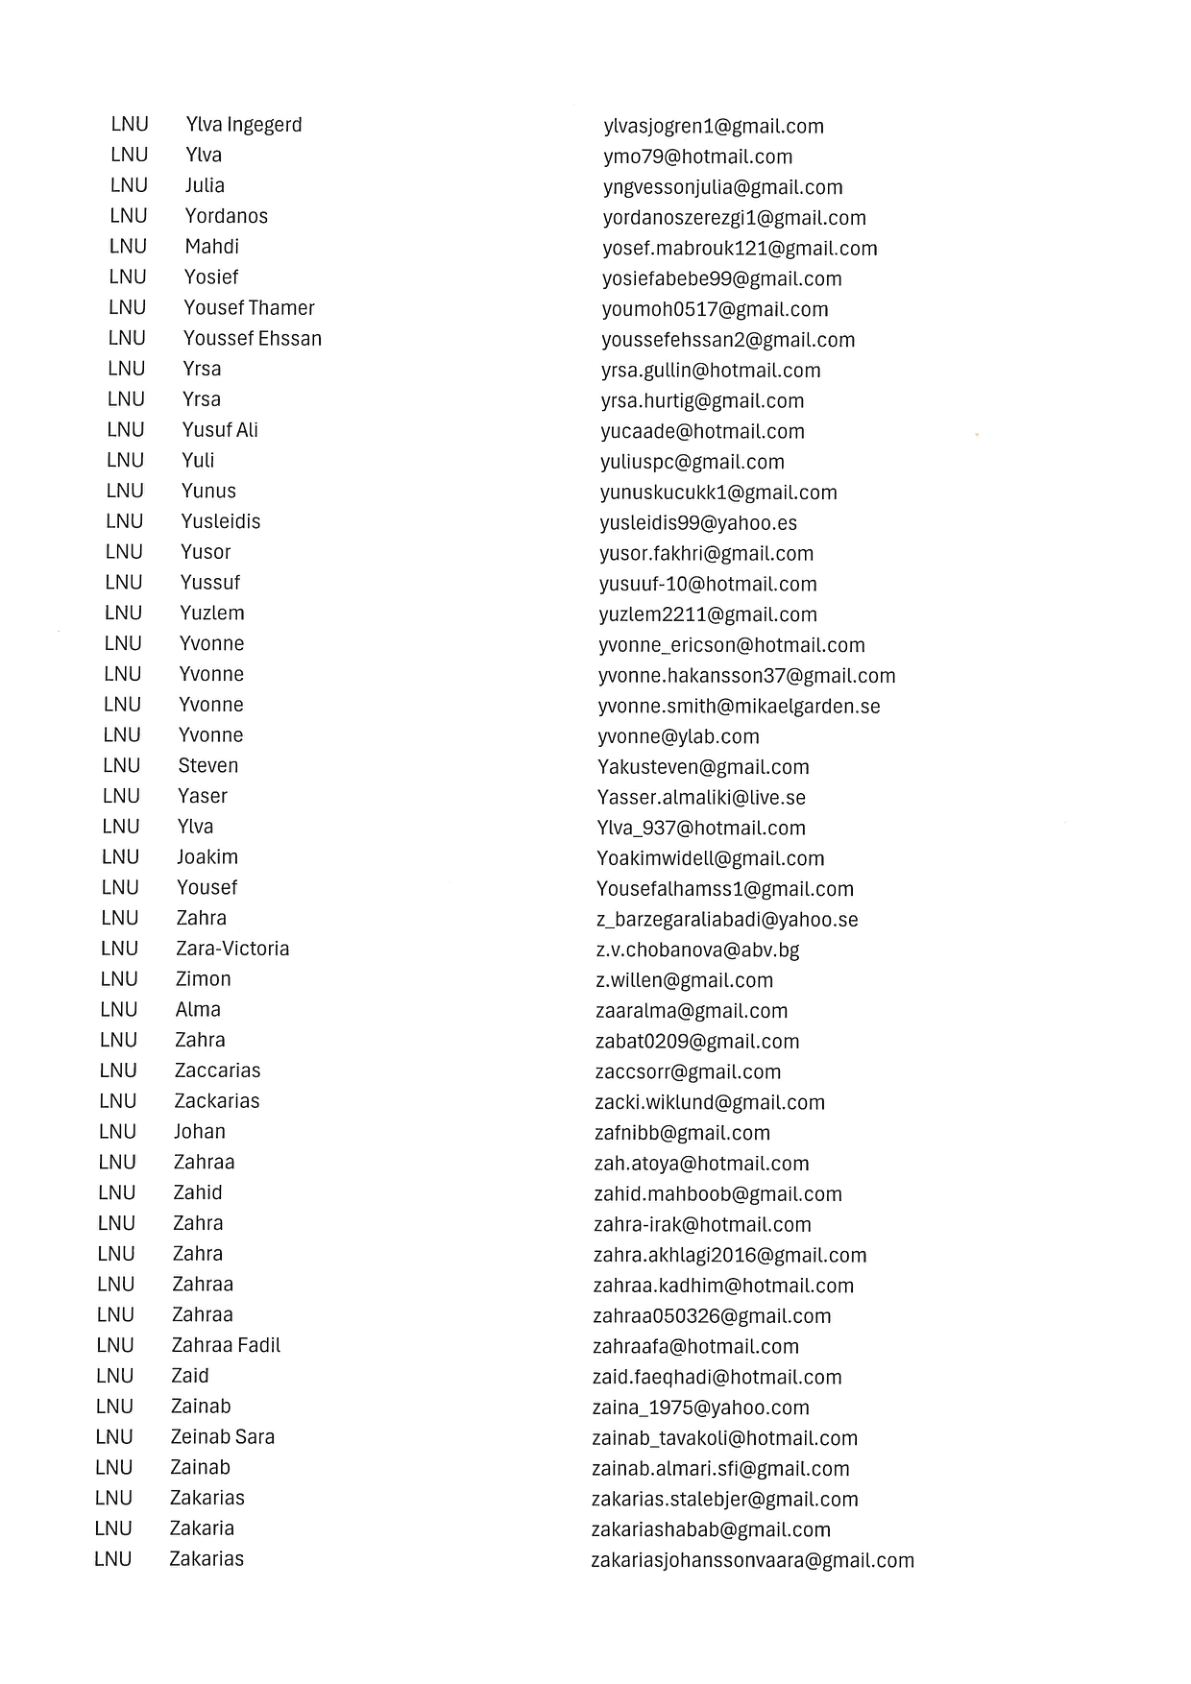 LNU Ylva Ingegerd ylvasjogren1@gmail.com
LNU Ylva ymo79@hotmail.com
LNU Julia yngvessonjulia@gmail.com
LNU Yordanos yordanoszerezgi1@gmail.com
LNU Mahdi yosef.mabrouk121@gmail.com
LNU Yosief yosiefabebe99@gmail.com
LNU Yousef Thamer youmoh0517@gmail.com
LNU Youssef Ehssan youssefehssan2@gmail.com
LNU Yrsa yrsa.gullin@hotmail.com
LNU Yrsa yrsa.hurtig@gmail.com
LNU Yusuf Ali yucaade@hotmail.com
LNU Yuli yuliuspc@gmail.com
LNU Yunus yunuskucukk1@gmail.com
LNU Yusleidis yusleidis99@yahoo.es
LNU Yusor yusor.fakhri@gmail.com
LNU Yussuf yusuuf-10@hotmail.com
LNU Yuzlem yuzlem2211@gmail.com
LNU Yvonne yvonne_ericson@hotmail.com
LNU Yvonne yvonne.hakansson37@gmail.com
LNU Yvonne yvonne.smith@mikaelgarden.se
LNU Yvonne yvonne@ylab.com
LNU Steven Yakusteven@gmail.com
LNU Yaser Yasser.almaliki@live.se
LNU Ylva Ylva_937@hotmail.com
LNU Joakim Yoakimwidell@gmail.com
LNU Yousef Yousefalhamss1@gmail.com
LNU Zahra z_barzegaraliabadi@yahoo.se
LNU Zara-Victoria z.v.chobanova@abv.bg
LNU Zimon z.willen@gmail.com
LNU Alma zaaralma@gmail.com
LNU Zahra zabat0209@gmail.com
LNU Zaccarias zaccsorr@gmail.com
LNU Zackarias zacki.wiklund@gmail.com
LNU Johan zafnibb@gmail.com
LNU Zahraa zah.atoya@hotmail.com
LNU Zahid zahid.mahboob@gmail.com
LNU Zahra zahra-irak@hotmail.com
LNU Zahra zahra.akhlagi2016@gmail.com
LNU Zahraa zahraa.kadhim@hotmail.com
LNU Zahraa zahraa050326@gmail.com
LNU Zahraa Fadil zahraafa@hotmail.com
LNU Zaid zaid.faeqhadi@hotmail.com
LNU Zainab zaina_1975@yahoo.com
LNU Zeinab Sara zainab_tavakoli@hotmail.com
LNU Zainab zainab.almari.sfi@gmail.com
LNU Zakarias zakarias.stalebjer@gmail.com
LNU Zakaria zakariashabab@gmail.com
LNU Zakarias zakariasjohanssonvaara@gmail.com